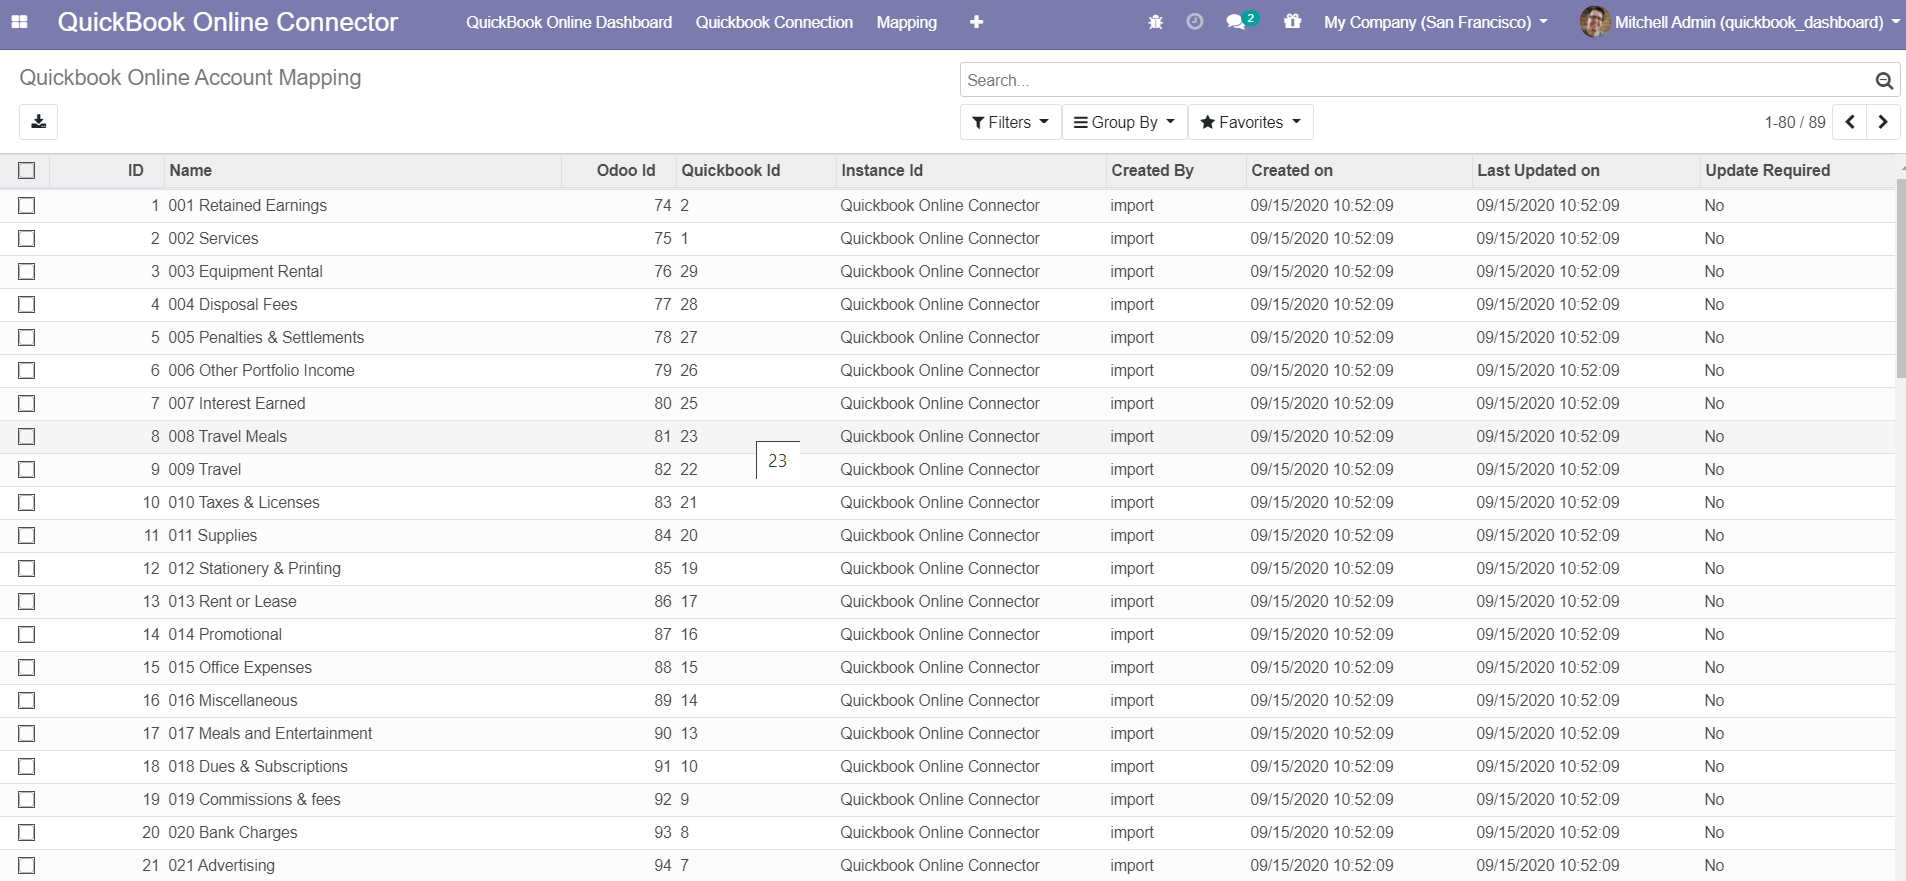 QuickBook Online Connector QuickBook Online Dashboard Quickbook Connection Mapping 2 My Company (San Francisco) Mitchell Admin (quickbook_dashboard)
Quickbook Online Account Mapping
Search...
Filters Group By Favorites 1-80 / 89
ID Name Odoo Id Quickbook Id Instance Id Created By Created on Last Updated on Update Required
1 001 Retained Earnings 74 2 Quickbook Online Connector import 09/15/2020 10:52:09 09/15/2020 10:52:09 No
2 002 Services 75 1 Quickbook Online Connector import 09/15/2020 10:52:09 09/15/2020 10:52:09 No
3 003 Equipment Rental 76 29 Quickbook Online Connector import 09/15/2020 10:52:09 09/15/2020 10:52:09 No
4 004 Disposal Fees 77 28 Quickbook Online Connector import 09/15/2020 10:52:09 09/15/2020 10:52:09 No
5 005 Penalties & Settlements 78 27 Quickbook Online Connector import 09/15/2020 10:52:09 09/15/2020 10:52:09 No
6 006 Other Portfolio Income 79 26 Quickbook Online Connector import 09/15/2020 10:52:09 09/15/2020 10:52:09 No
7 007 Interest Earned 80 25 Quickbook Online Connector import 09/15/2020 10:52:09 09/15/2020 10:52:09 No
8 008 Travel Meals 81 23 Quickbook Online Connector import 09/15/2020 10:52:09 09/15/2020 10:52:09 No
23
9 009 Travel 82 22 Quickbook Online Connector import 09/15/2020 10:52:09 09/15/2020 10:52:09 No
10 010 Taxes & Licenses 83 21 Quickbook Online Connector import 09/15/2020 10:52:09 09/15/2020 10:52:09 No
11 011 Supplies 84 20 Quickbook Online Connector import 09/15/2020 10:52:09 09/15/2020 10:52:09 No
12 012 Stationery & Printing 85 19 Quickbook Online Connector import 09/15/2020 10:52:09 09/15/2020 10:52:09 No
13 013 Rent or Lease 86 17 Quickbook Online Connector import 09/15/2020 10:52:09 09/15/2020 10:52:09 No
14 014 Promotional 87 16 Quickbook Online Connector import 09/15/2020 10:52:09 09/15/2020 10:52:09 No
15 015 Office Expenses 88 15 Quickbook Online Connector import 09/15/2020 10:52:09 09/15/2020 10:52:09 No
16 016 Miscellaneous 89 14 Quickbook Online Connector import 09/15/2020 10:52:09 09/15/2020 10:52:09 No
17 017 Meals and Entertainment 90 13 Quickbook Online Connector import 09/15/2020 10:52:09 09/15/2020 10:52:09 No
18 018 Dues & Subscriptions 91 10 Quickbook Online Connector import 09/15/2020 10:52:09 09/15/2020 10:52:09 No
19 019 Commissions & fees 92 9 Quickbook Online Connector import 09/15/2020 10:52:09 09/15/2020 10:52:09 No
20 020 Bank Charges 93 8 Quickbook Online Connector import 09/15/2020 10:52:09 09/15/2020 10:52:09 No
21 021 Advertising 94 7 Quickbook Online Connector import 09/15/2020 10:52:09 09/15/2020 10:52:09 No